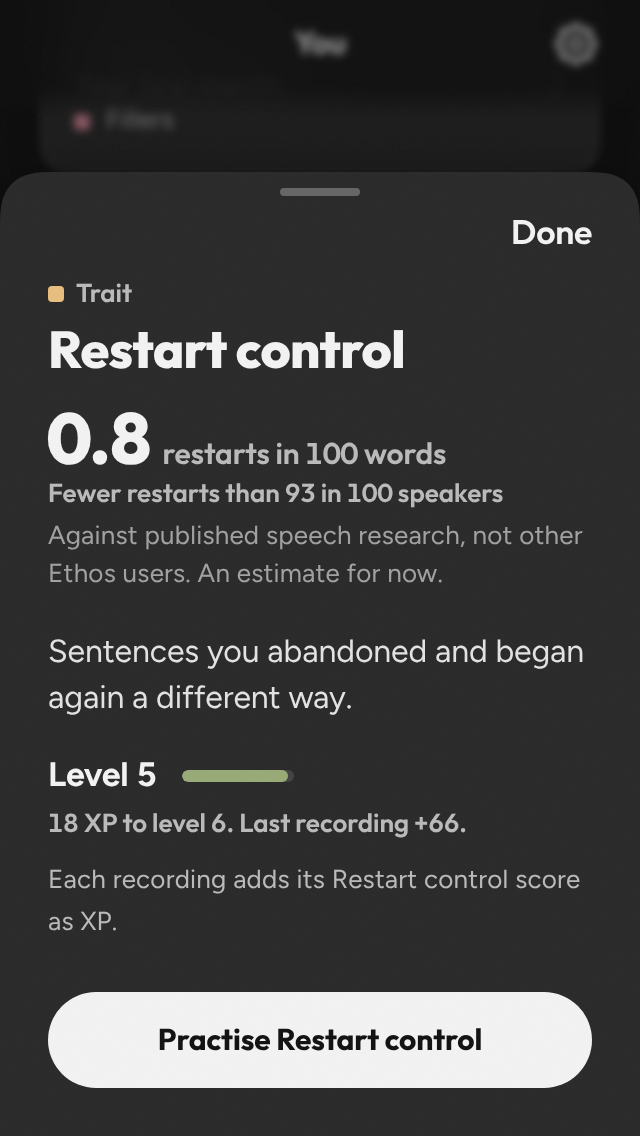 You
Fillers
Done
Trait
Restart control
0.8 restarts in 100 words
Fewer restarts than 93 in 100 speakers
Against published speech research, not other
Ethos users. An estimate for now.
Sentences you abandoned and began
again a different way.
Level 5
18 XP to level 6. Last recording +66.
Each recording adds its Restart control score
as XP.
Practise Restart control